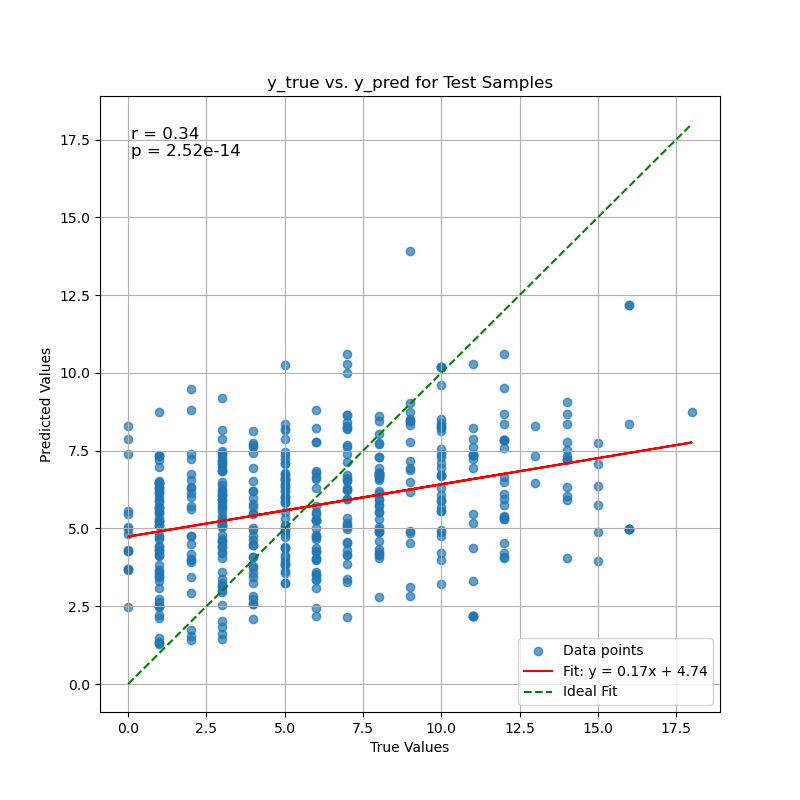 y_true vs. y_pred for Test Samples
r = 0.34
p = 2.52e-14
17.5
15.0
12.5
10.0
7.5
5.0
2.5
0.0
Predicted Values
Data points
Fit: y = 0.17x + 4.74
Ideal Fit
0.0 2.5 5.0 7.5 10.0 12.5 15.0 17.5
True Values